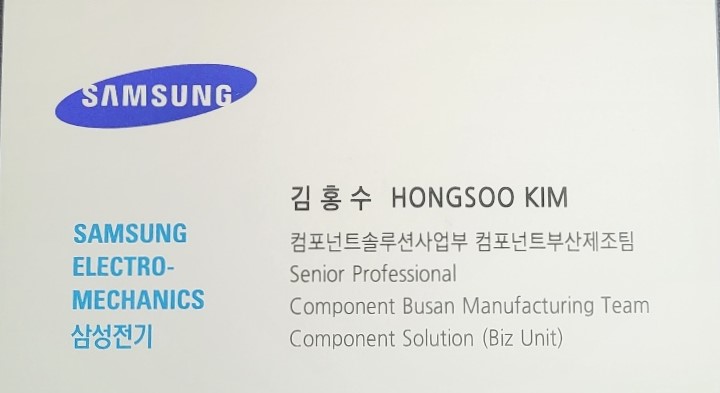 SAMSUNG
SAMSUNG
ELECTRO-
MECHANICS
삼성전기
김 홍 수 HONGSOO KIM
컴포넌트솔루션사업부 컴포넌트부산제조팀
Senior Professional
Component Busan Manufacturing Team
Component Solution (Biz Unit)